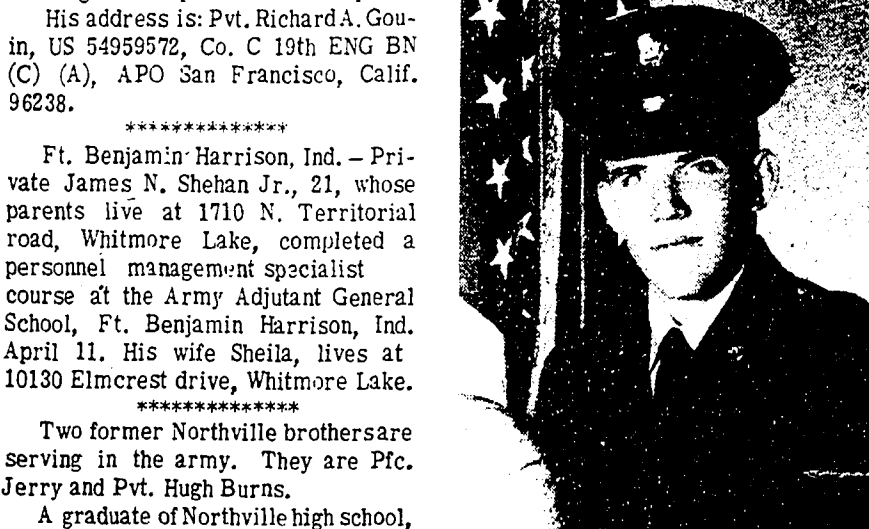 His address is: Pvt. Richard A. Gou-
in, US 54959572, Co. C 19th ENG BN
(C) (A), APO San Francisco, Calif.
96238.
**************
Ft. Benjamin Harrison, Ind. – Pri-
vate James N. Shehan Jr., 21, whose
parents live at 1710 N. Territorial
road, Whitmore Lake, completed a
personnel management specialist
course at the Army Adjutant General
School, Ft. Benjamin Harrison, Ind.
April 11. His wife Sheila, lives at
10130 Elmcrest drive, Whitmore Lake.
**************
Two former Northville brothers are
serving in the army. They are Pfc.
Jerry and Pvt. Hugh Burns.
A graduate of Northville high school,